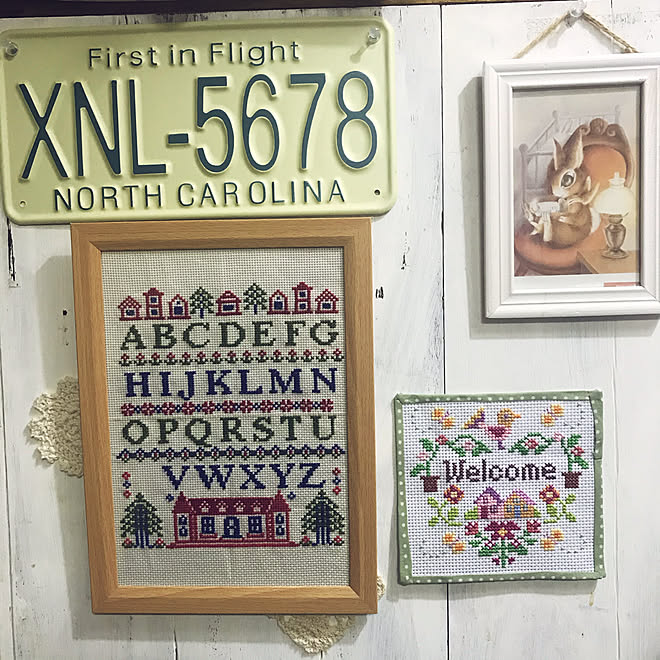 First in Flight
XNL-5678
NORTH CAROLINA
ABCDEFG
HIJKLMN
OPQRSTU
VWXYZ
Welcome